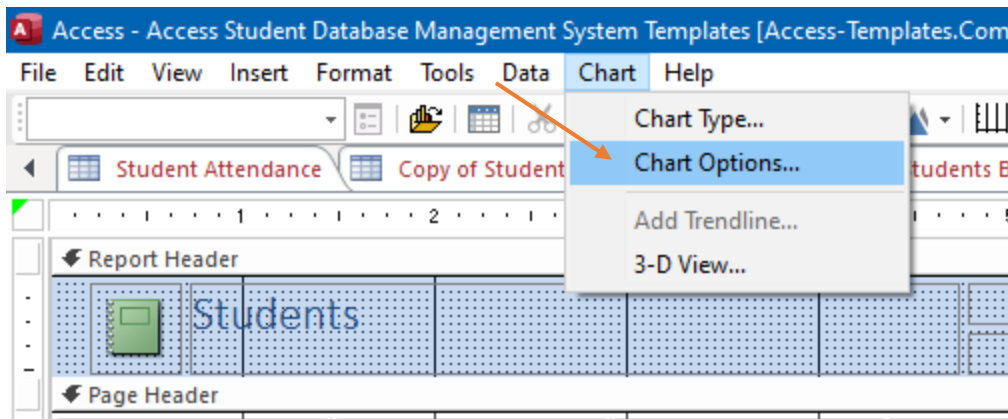 A Access - Access Student Database Management System Templates [Access-Templates.Com
File Edit View Insert Format Tools Data Chart Help
Chart Type...
Chart Options...
Student Attendance Copy of Student tudents B
Add Trendline...
1 2 5
Report Header
3-D View...
Students
Page Header